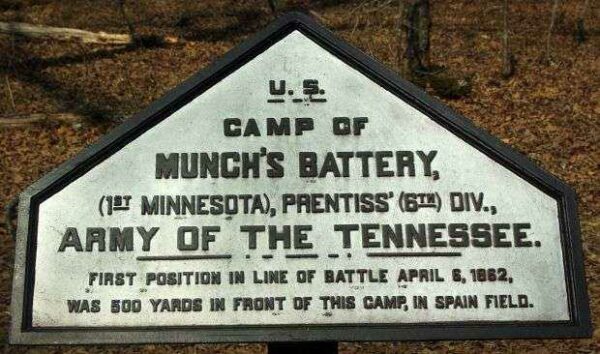 U.S.
CAMP OF
MUNCH'S BATTERY,
(1ST MINNESOTA), PRENTISS' (6TH) DIV.,
ARMY OF THE TENNESSEE.
FIRST POSITION IN LINE OF BATTLE APRIL 6, 1862,
WAS 500 YARDS IN FRONT OF THIS CAMP, IN SPAIN FIELD.